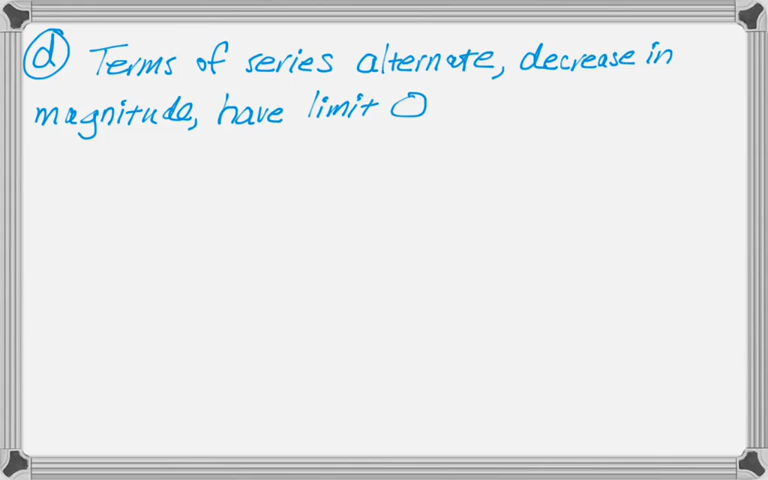 ⓓ Terms of series alternate, decrease in
magnitude, have limit 0